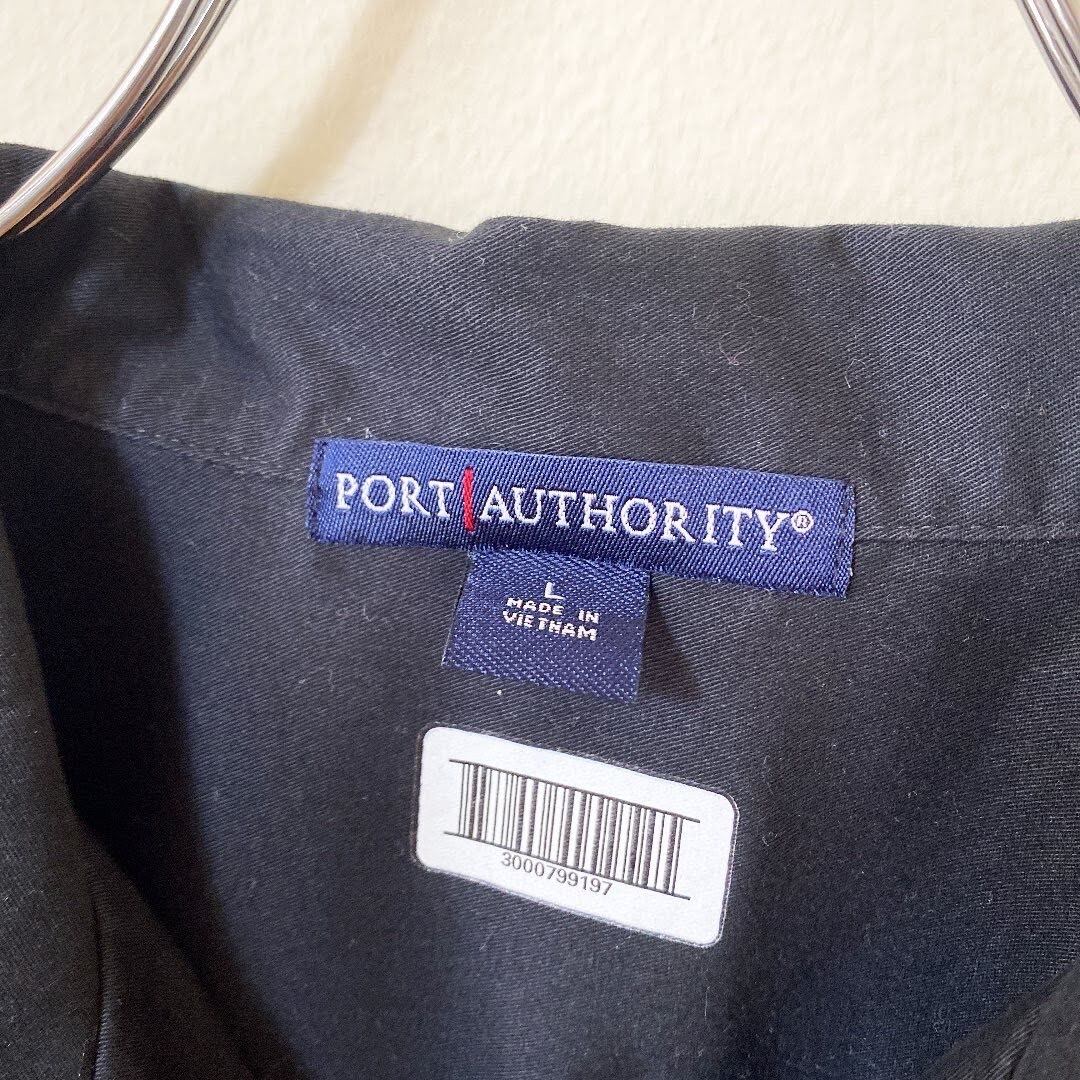 PORT AUTHORITY®
L
MADE IN
VIETNAM
3000799197